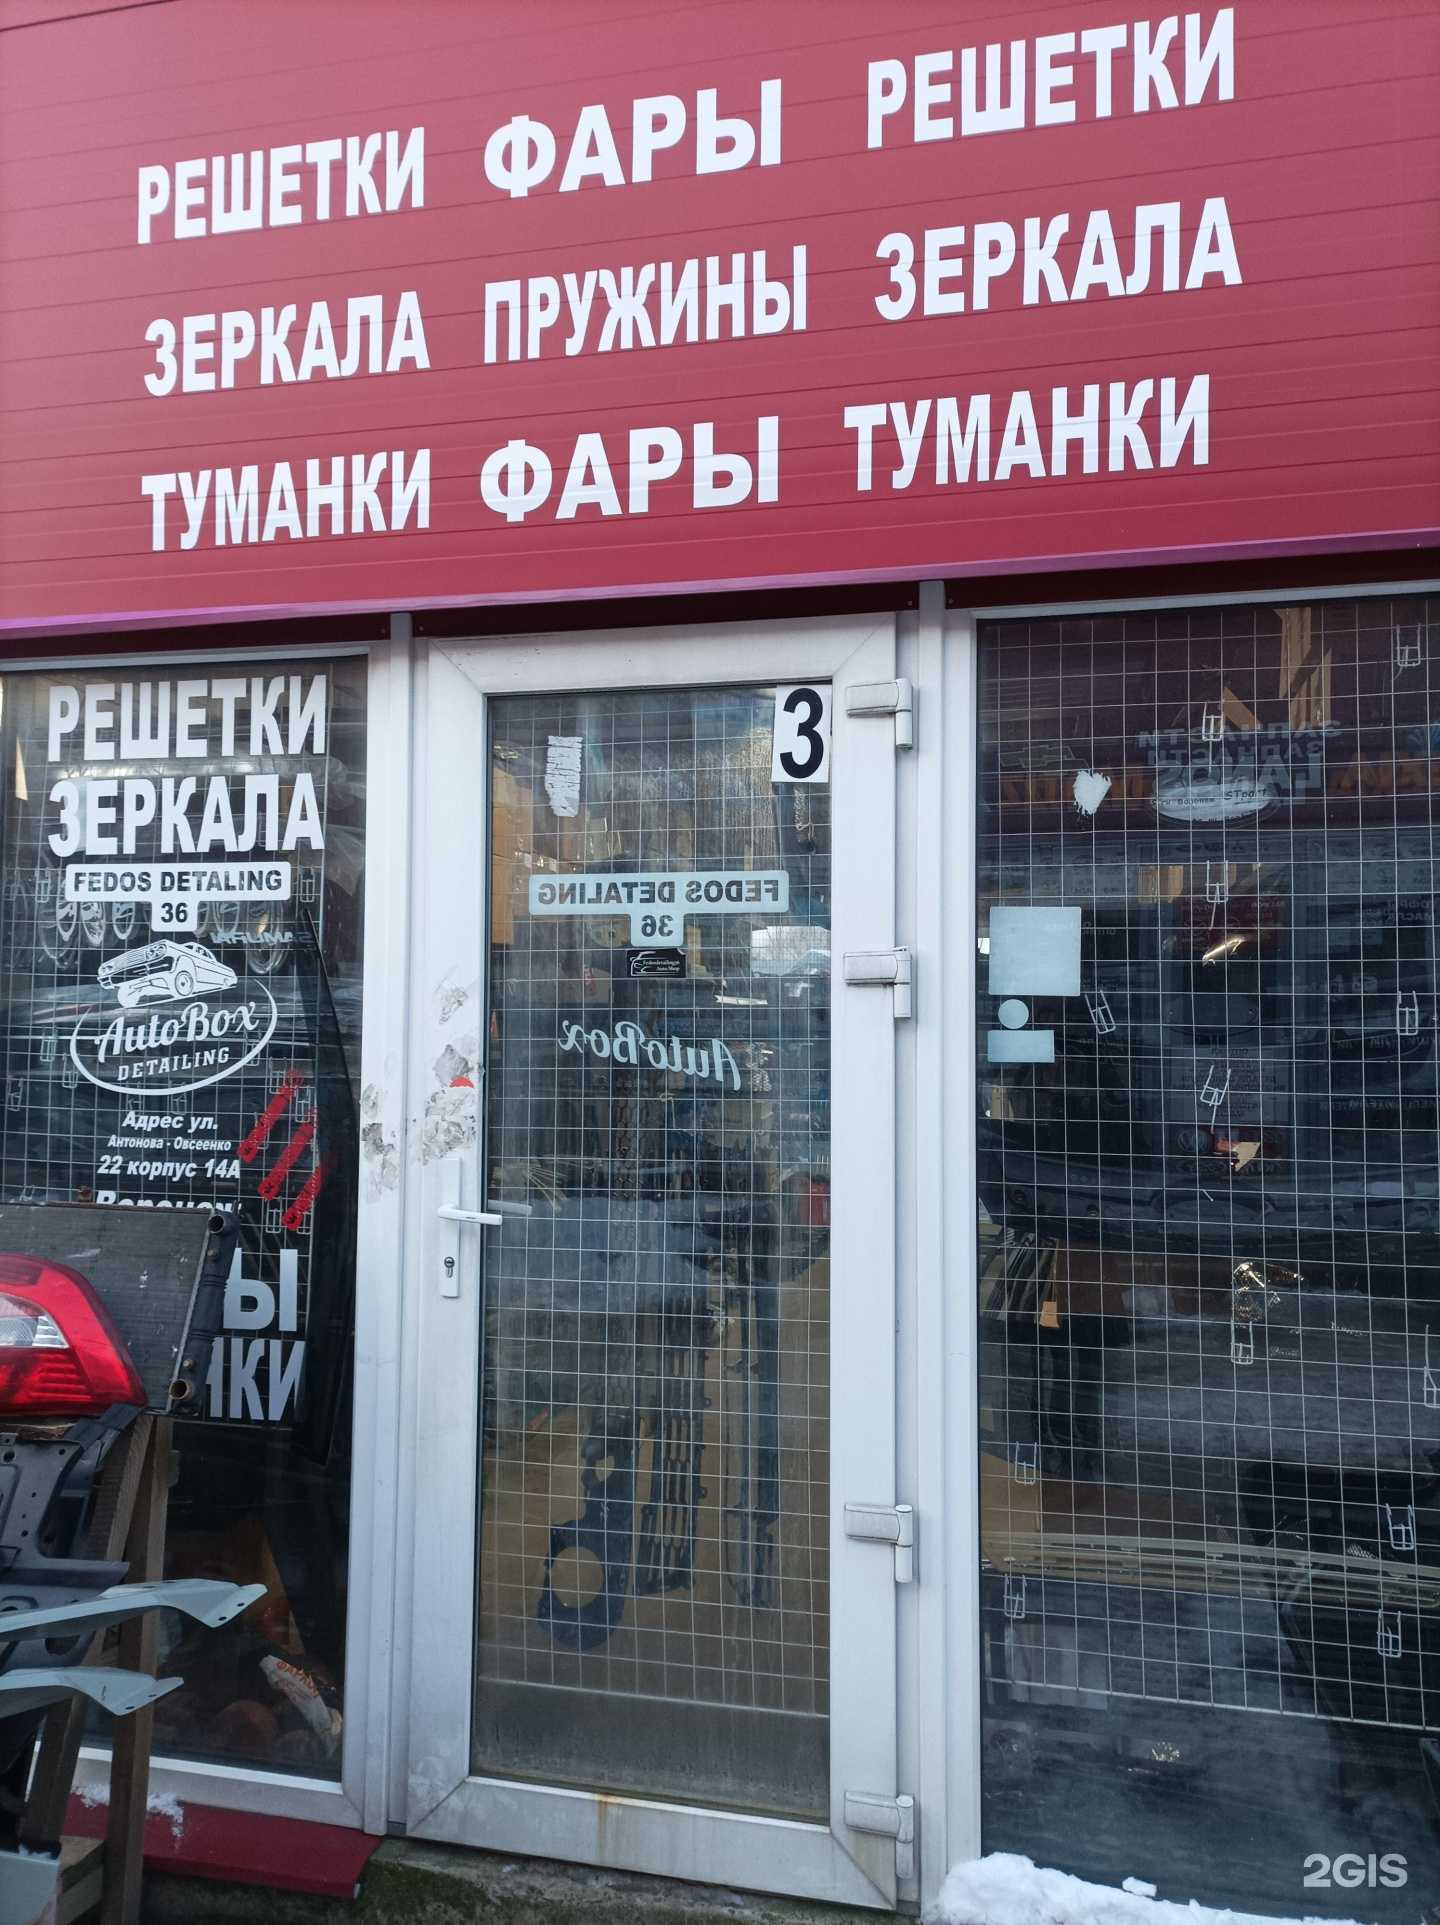 РЕШЕТКИ ФАРЫ РЕШЕТКИ
ЗЕРКАЛА ПРУЖИНЫ ЗЕРКАЛА
ТУМАНКИ ФАРЫ ТУМАНКИ
3
РЕШЕТКИ
ЗЕРКАЛА
FEDOS DETALING
36
AutoBox
DETAILING
Адрес ул.
Антонова - Овсеенко
22 корпус 14А
FEDOS DETALING
36
AutoBox
ЗАПЧАСТИ
2GIS